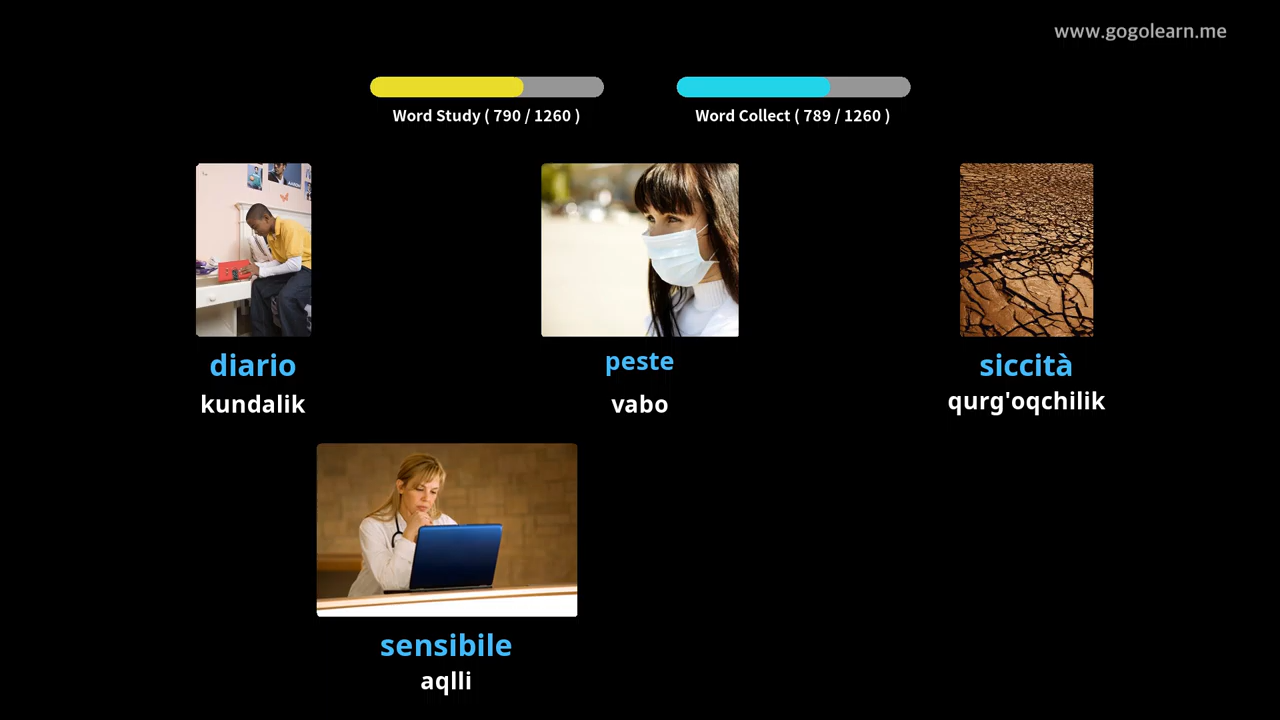 www.gogolearn.me
Word Study ( 790 / 1260 )
Word Collect ( 789 / 1260 )
diario
kundalik
peste
vabo
siccità
qurg'oqchilik
sensibile
aqlli